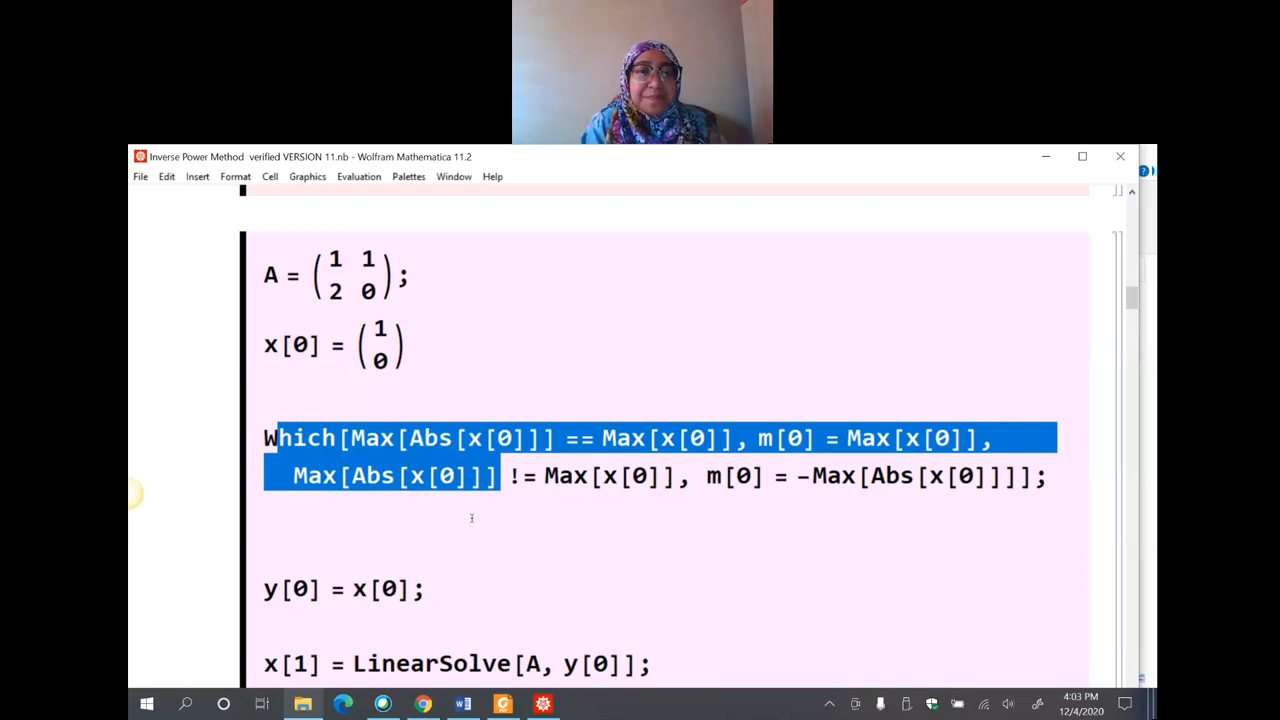 Inverse Power Method verified VERSION 11.nb - Wolfram Mathematica 11.2
File Edit Insert Format Cell Graphics Evaluation Palettes Window Help
A = ( 1 1
2 0 ) ;
x[0] = ( 1
0 )
Which[Max[Abs[x[0]]] == Max[x[0]], m[0] = Max[x[0]],
Max[Abs[x[0]]] != Max[x[0]], m[0] = -Max[Abs[x[0]]]];
y[0] = x[0];
x[1] = LinearSolve[A, y[0]];
4:03 PM
12/4/2020